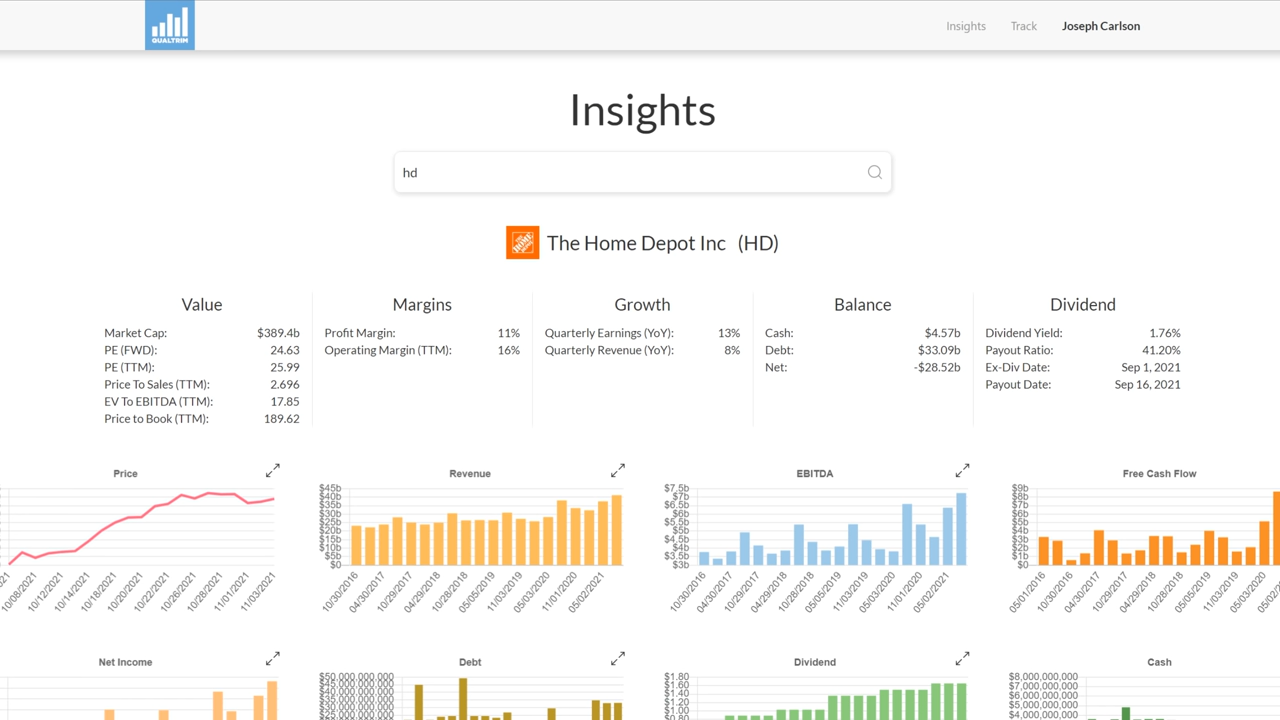 QUALTRIM
Insights Track Joseph Carlson
Insights
hd
The Home Depot Inc (HD)
Value
Market Cap: $389.4b
PE (FWD): 24.63
PE (TTM): 25.99
Price To Sales (TTM): 2.696
EV To EBITDA (TTM): 17.85
Price to Book (TTM): 189.62
Margins
Profit Margin: 11%
Operating Margin (TTM): 16%
Growth
Quarterly Earnings (YoY): 13%
Quarterly Revenue (YoY): 8%
Balance
Cash: $4.57b
Debt: $33.09b
Net: -$28.52b
Dividend
Dividend Yield: 1.76%
Payout Ratio: 41.20%
Ex-Div Date: Sep 1, 2021
Payout Date: Sep 16, 2021
Price
10/08/2021 10/12/2021 10/14/2021 10/18/2021 10/20/2021 10/22/2021 10/26/2021 10/28/2021 11/01/2021 11/03/2021
Revenue
$45b
$40b
$35b
$30b
$25b
$20b
$15b
$10b
$5b
$0
10/30/2016 04/30/2017 10/29/2017 04/29/2018 10/28/2018 05/05/2019 11/03/2019 05/03/2020 11/01/2020 05/02/2021
EBITDA
$7.5b
$7b
$6.5b
$6b
$5.5b
$5b
$4.5b
$4b
$3.5b
$3b
10/30/2016 04/30/2017 10/29/2017 04/29/2018 10/28/2018 05/05/2019 11/03/2019 05/03/2020 11/01/2020 05/02/2021
Free Cash Flow
$9b
$8b
$7b
$6b
$5b
$4b
$3b
$2b
$1b
$0
05/01/2016 10/30/2016 04/30/2017 10/29/2017 04/29/2018 10/28/2018 05/05/2019 11/03/2019 05/03/2020
Net Income
Debt
$50,000,000,000
$45,000,000,000
$40,000,000,000
$35,000,000,000
$30,000,000,000
$25,000,000,000
Dividend
$1.80
$1.60
$1.40
$1.20
$1.00
$0.80
Cash
$8,000,000,000
$7,000,000,000
$6,000,000,000
$5,000,000,000
$4,000,000,000